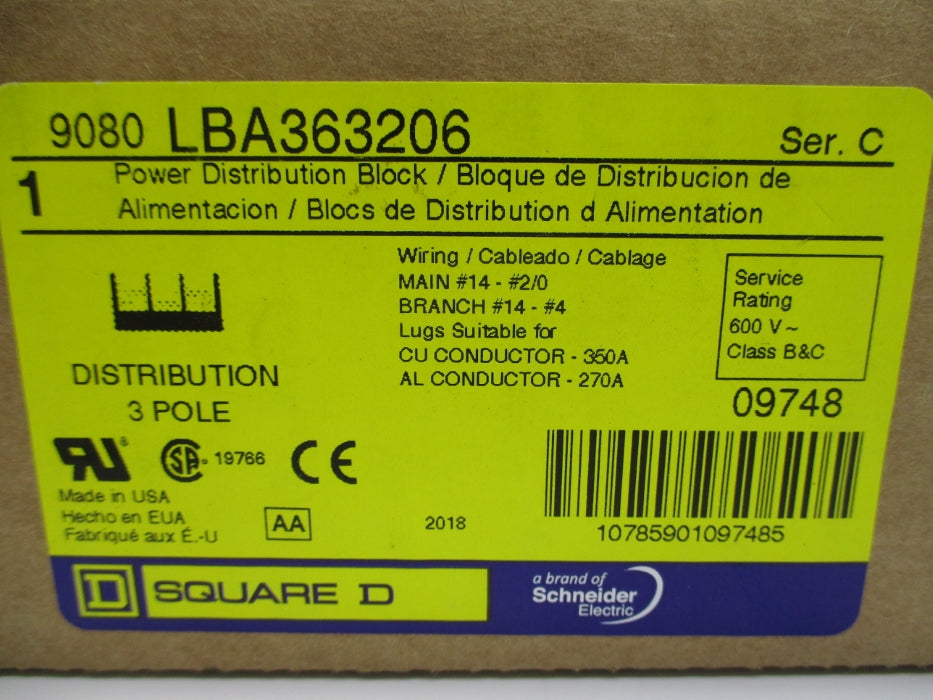 9080 LBA363206 Ser. C
1 Power Distribution Block / Bloque de Distribucion de
Alimentacion / Blocs de Distribution d Alimentation
Wiring / Cableado / Cablage
MAIN #14 - #2/0
BRANCH #14 - #4
Lugs Suitable for
CU CONDUCTOR - 350A
AL CONDUCTOR - 270A
Service
Rating
600 V~
Class B&C
DISTRIBUTION
3 POLE
09748
RU® SA 19766 CE
Made in USA
Hecho en EUA
Fabriqué aux É.-U
AA
2018
10785901097485
D SQUARE D
a brand of
Schneider
Electric